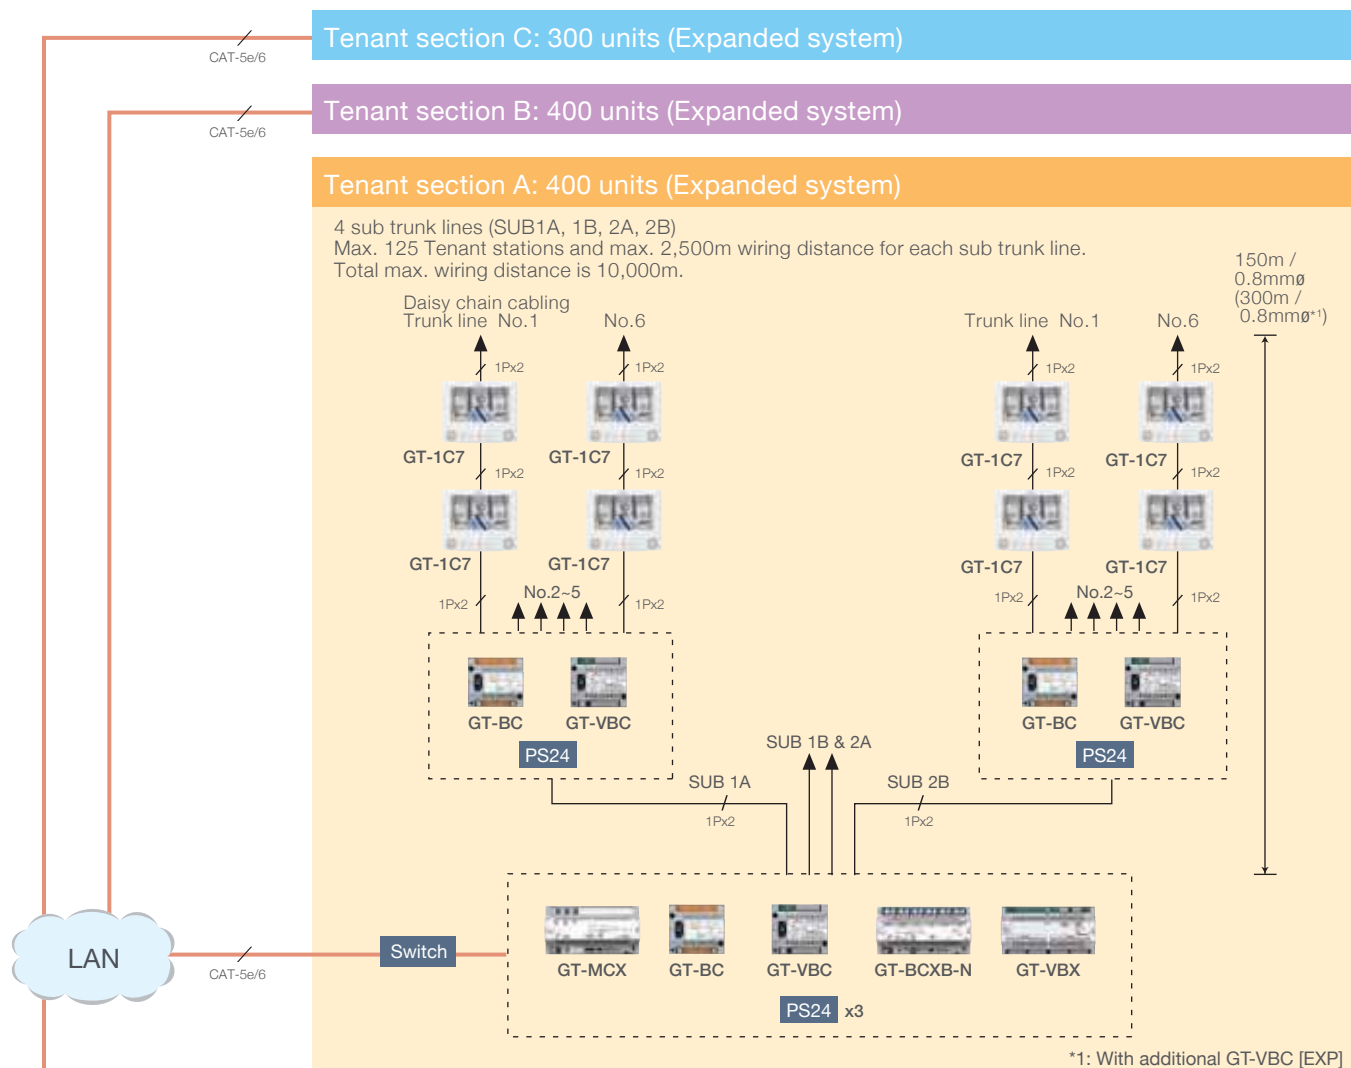 Tenant section C: 300 units (Expanded system)
CAT-5e/6
Tenant section B: 400 units (Expanded system)
CAT-5e/6
Tenant section A: 400 units (Expanded system)
4 sub trunk lines (SUB1A, 1B, 2A, 2B)
Max. 125 Tenant stations and max. 2,500m wiring distance for each sub trunk line.
Total max. wiring distance is 10,000m.
150m /
0.8mmø
(300m /
0.8mmø*1)
Daisy chain cabling
Trunk line No.1
No.6
Trunk line No.1
No.6
1Px2
1Px2
1Px2
1Px2
GT-1C7
GT-1C7
GT-1C7
GT-1C7
1Px2
1Px2
1Px2
1Px2
GT-1C7
GT-1C7
GT-1C7
GT-1C7
No.2~5
No.2~5
1Px2
1Px2
1Px2
1Px2
GT-BC
GT-VBC
GT-BC
GT-VBC
PS24
PS24
SUB 1B & 2A
SUB 1A
SUB 2B
1Px2
1Px2
LAN
CAT-5e/6
Switch
GT-MCX
GT-BC
GT-VBC
GT-BCXB-N
GT-VBX
PS24 x3
*1: With additional GT-VBC [EXP]